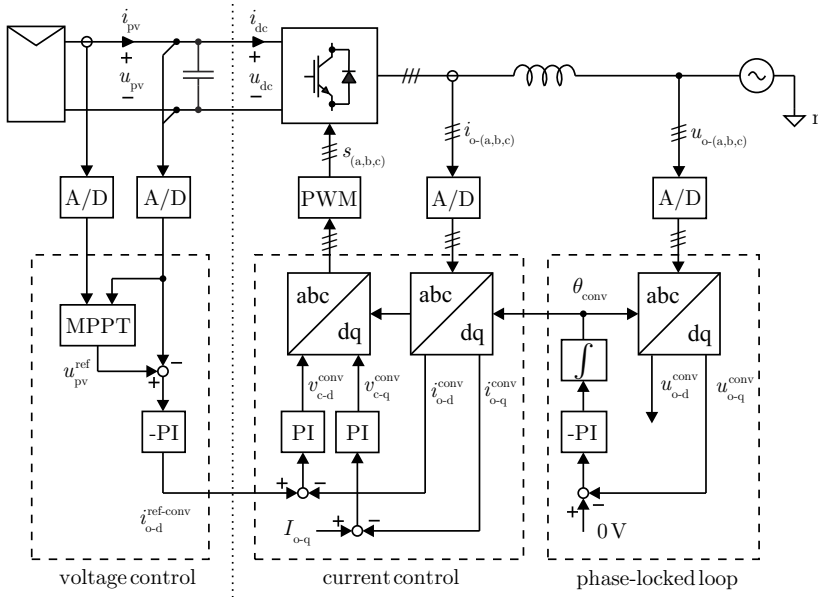 i_pv
i_dc
+
u_pv
−
+
u_dc
−
s_(a,b,c)
i_o-(a,b,c)
u_o-(a,b,c)
A/D
A/D
PWM
A/D
A/D
MPPT
abc
dq
abc
dq
θ_conv
abc
dq
u_pv^ref
−
+
∫
v_c-d^conv
v_c-q^conv
i_o-d^conv
i_o-q^conv
u_o-d^conv
u_o-q^conv
-PI
PI
PI
-PI
+
−
−
i_o-d^ref-conv
I_o-q
+
−
+
0 V
voltage control
current control
phase-locked loop